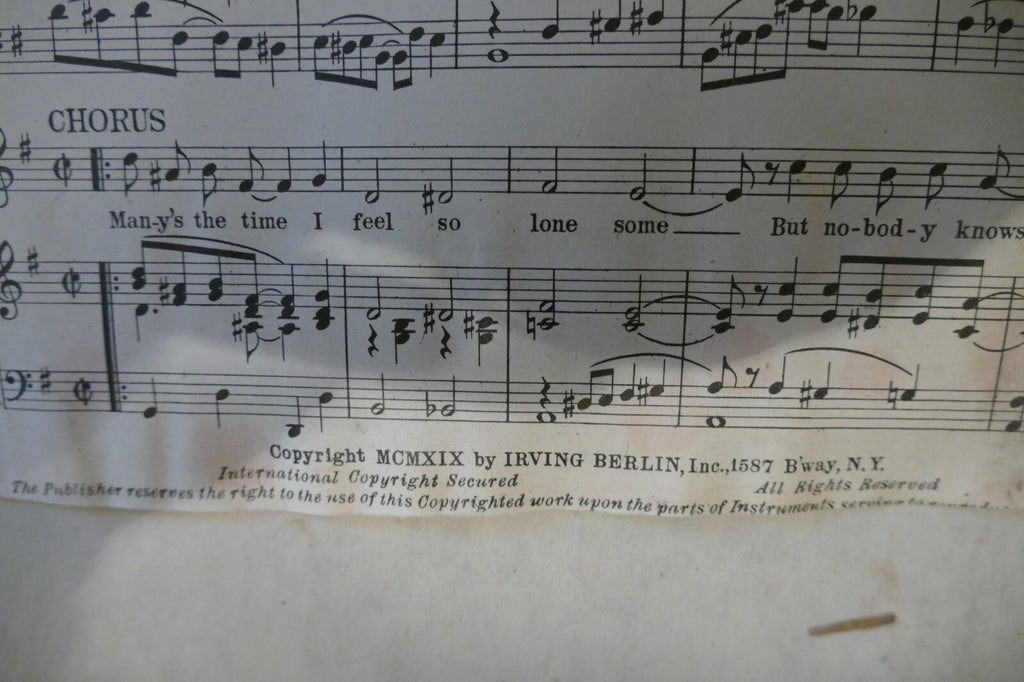 CHORUS
Man-y's the time I feel so lone some But no-bod-y knows
Copyright MCMXIX by IRVING BERLIN, Inc., 1587 B'way, N. Y.
International Copyright Secured All Rights Reserved
The Publisher reserves the right to the use of this Copyrighted work upon the parts of Instruments serving to